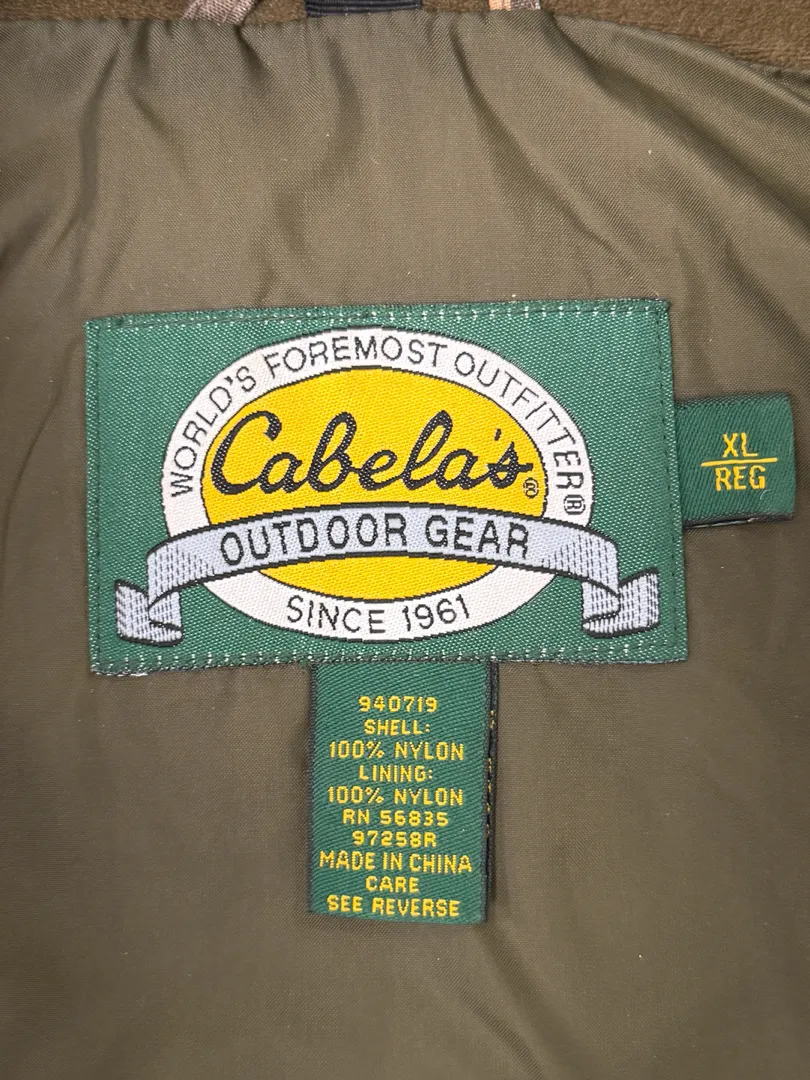 WORLD'S FOREMOST OUTFITTER®
Cabela's®
OUTDOOR GEAR
SINCE 1961
XL
REG
940719
SHELL:
100% NYLON
LINING:
100% NYLON
RN 56835
97258R
MADE IN CHINA
CARE
SEE REVERSE